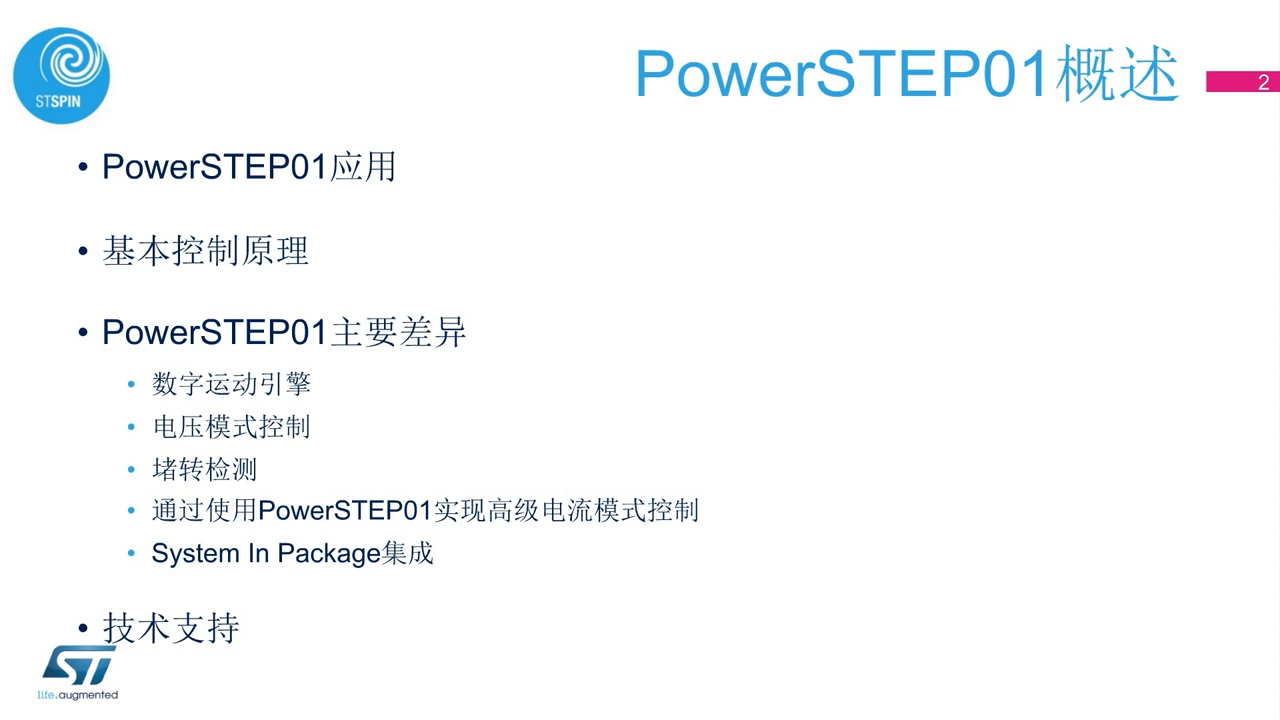 STSPIN
PowerSTEP01概述
2
• PowerSTEP01应用
• 基本控制原理
• PowerSTEP01主要差异
• 数字运动引擎
• 电压模式控制
• 堵转检测
• 通过使用PowerSTEP01实现高级电流模式控制
• System In Package集成
• 技术支持
ST
life.augmented